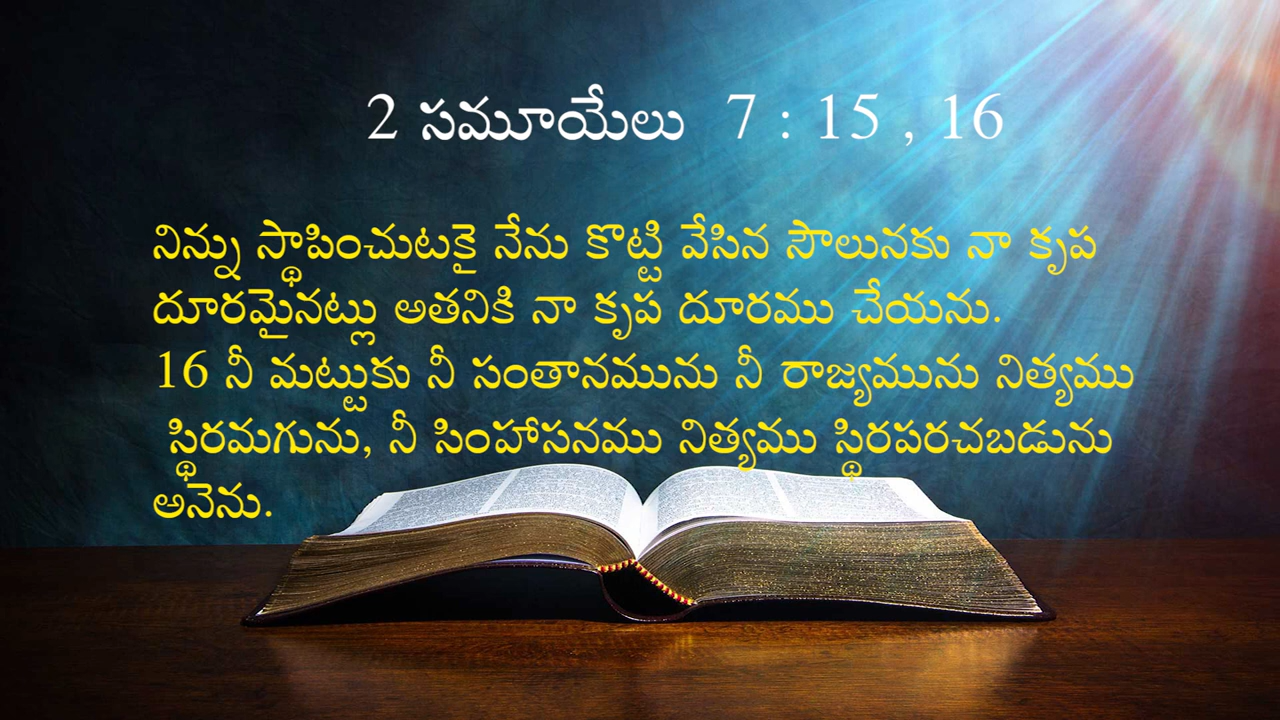 2 సమూయేలు 7 : 15 , 16
నిన్ను స్థాపించుటకై నేను కొట్టి వేసిన సౌలునకు నా కృప
దూరమైనట్లు అతనికి నా కృప దూరము చేయను.
16 నీ మట్టుకు నీ సంతానమును నీ రాజ్యమును నిత్యము
స్థిరమగును, నీ సింహాసనము నిత్యము స్థిరపరచబడును
అనెను.